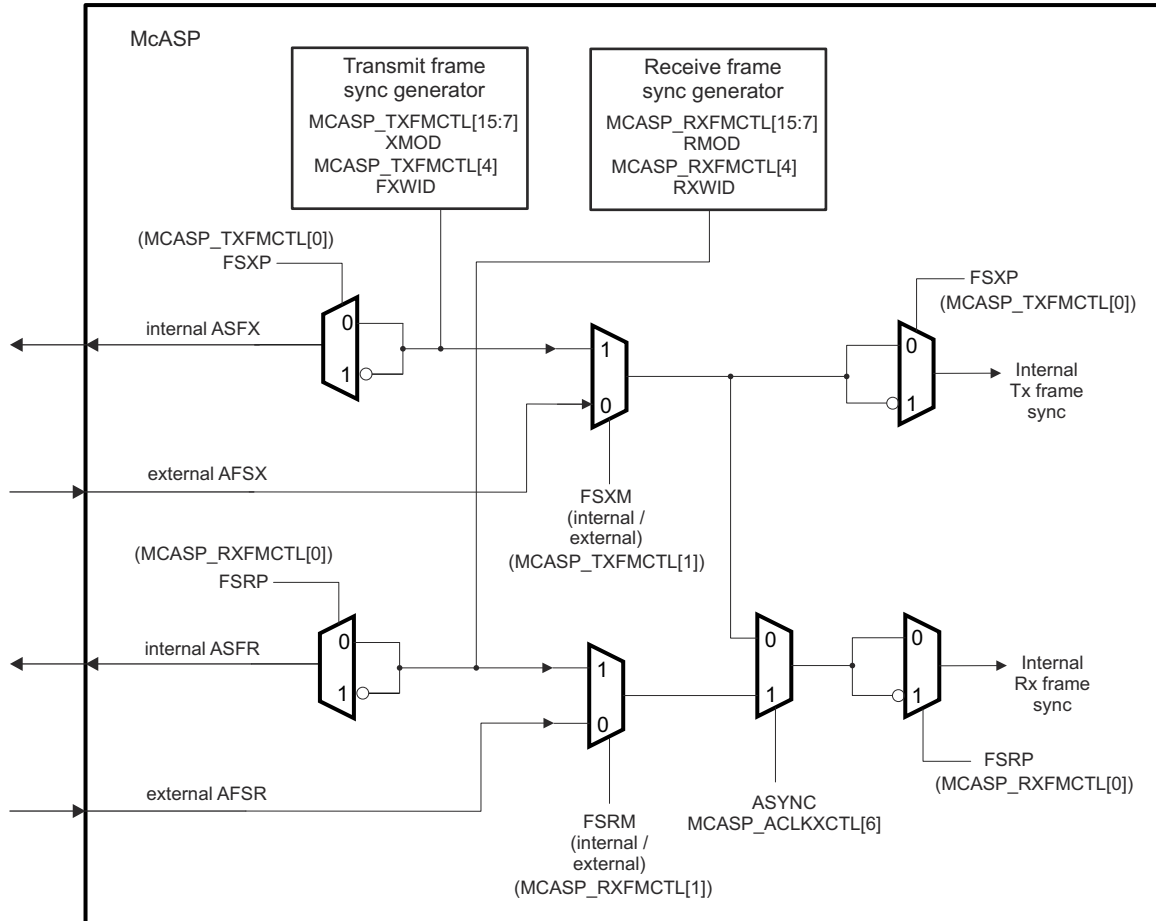 McASP
Transmit frame
sync generator
MCASP_TXFMCTL[15:7]
XMOD
MCASP_TXFMCTL[4]
FXWID
Receive frame
sync generator
MCASP_RXFMCTL[15:7]
RMOD
MCASP_RXFMCTL[4]
RXWID
(MCASP_TXFMCTL[0])
FSXP
0
1
internal ASFX
1
0
FSXP
(MCASP_TXFMCTL[0])
0
1
Internal
Tx frame
sync
external AFSX
FSXM
(internal /
external)
(MCASP_TXFMCTL[1])
(MCASP_RXFMCTL[0])
FSRP
0
1
internal ASFR
1
0
0
1
0
1
Internal
Rx frame
sync
external AFSR
FSRM
(internal /
external)
(MCASP_RXFMCTL[1])
ASYNC
MCASP_ACLKXCTL[6]
FSRP
(MCASP_RXFMCTL[0])